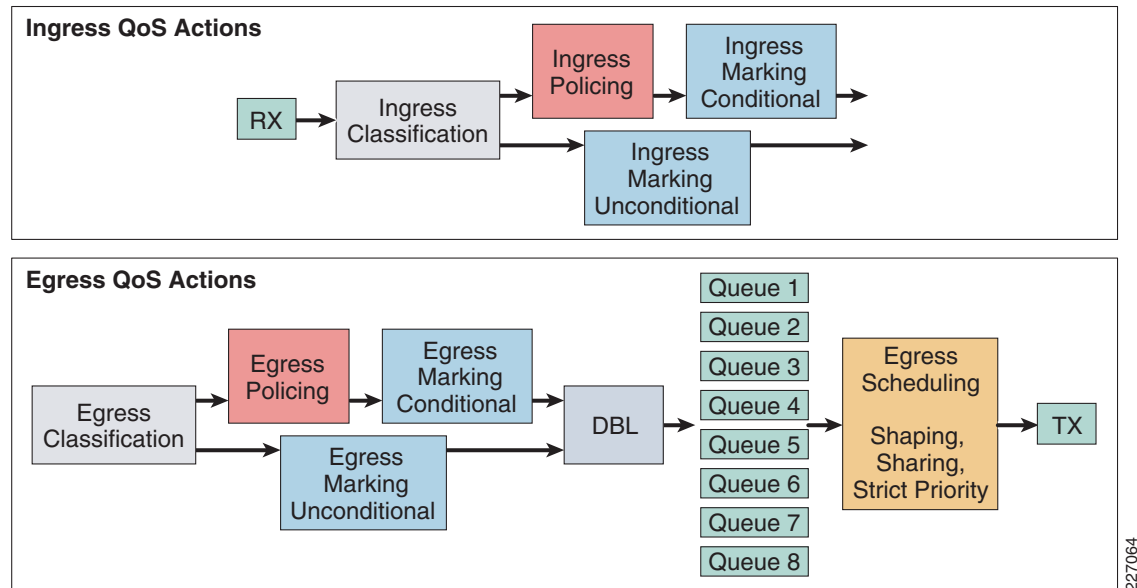 Ingress QoS Actions
RX
Ingress
Classification
Ingress
Policing
Ingress
Marking
Conditional
Ingress
Marking
Unconditional
Egress QoS Actions
Egress
Classification
Egress
Policing
Egress
Marking
Conditional
Egress
Marking
Unconditional
DBL
Queue 1
Queue 2
Queue 3
Queue 4
Queue 5
Queue 6
Queue 7
Queue 8
Egress
Scheduling
Shaping,
Sharing,
Strict Priority
TX
227064